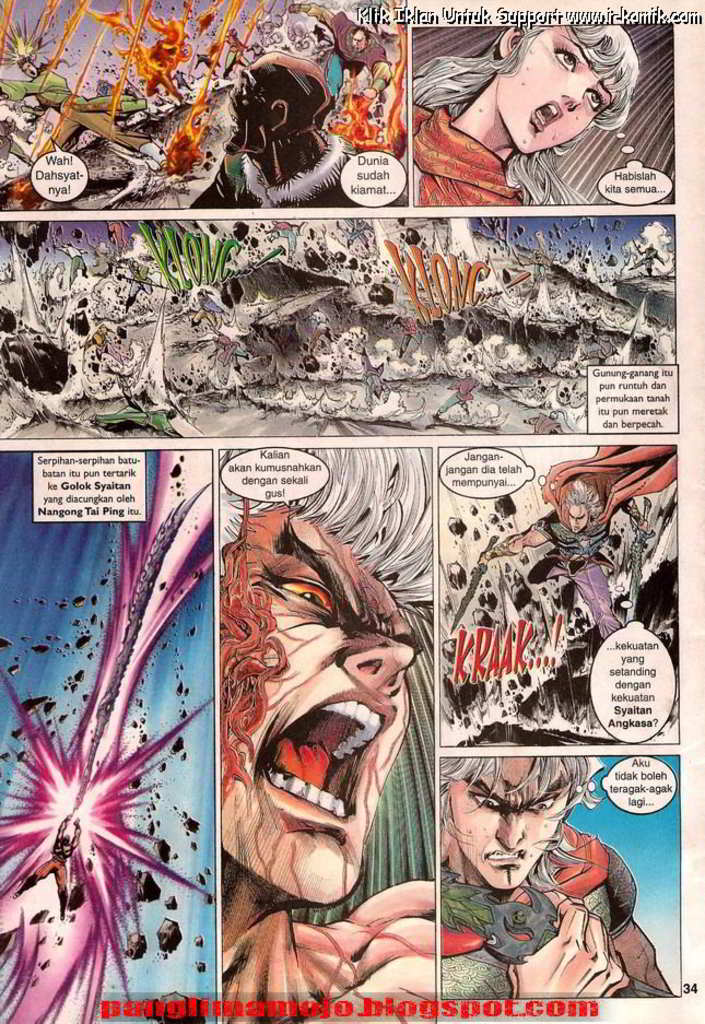 Klik Iklan Untuk Support www.ir-komik.com
Wah!
Dahsyat-
nya!
Dunia
sudah
kiamat...
Habislah
kita semua...
KLONG...
KLONG...
Gunung-ganang itu
pun runtuh dan
permukaan tanah
itu pun meretak
dan berpecah.
Serpihan-serpihan batu-
batan itu pun tertarik
ke Golok Syaitan
yang diacungkan oleh
Nangong Tai Ping itu.
Kalian
akan kumusnahkan
dengan sekali
gus!
Jangan-
jangan dia telah
mempunyai...
KRAAK...!
...kekuatan
yang
setanding
dengan
kekuatan
Syaitan
Angkasa?
Aku
tidak boleh
teragak-agak
lagi...
34
panglimamojo.blogspot.com